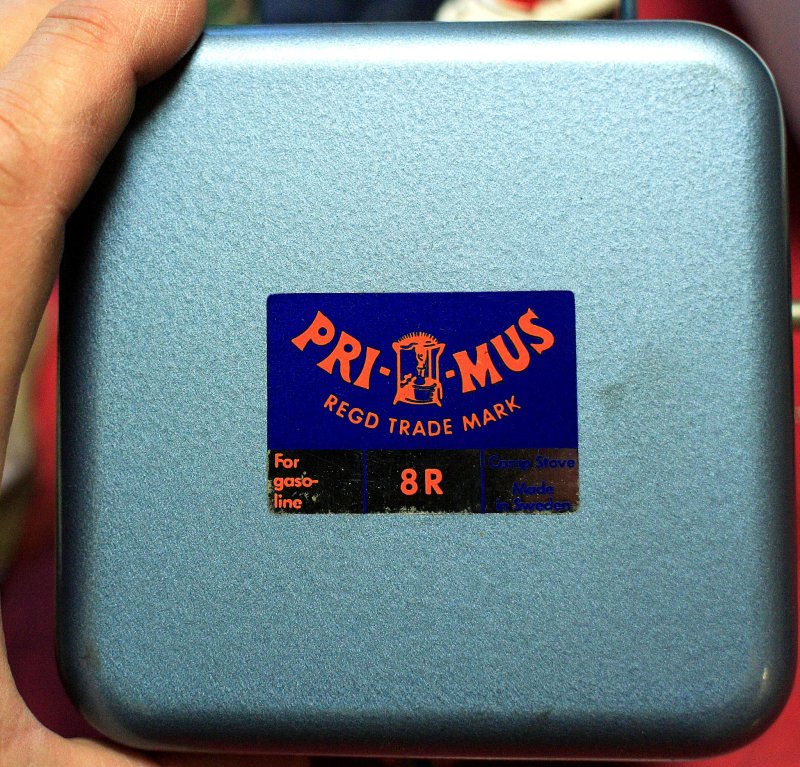 PRI-MUS
REGD TRADE MARK
For
gaso-
line
8R
Camp Stove
Made
in Sweden